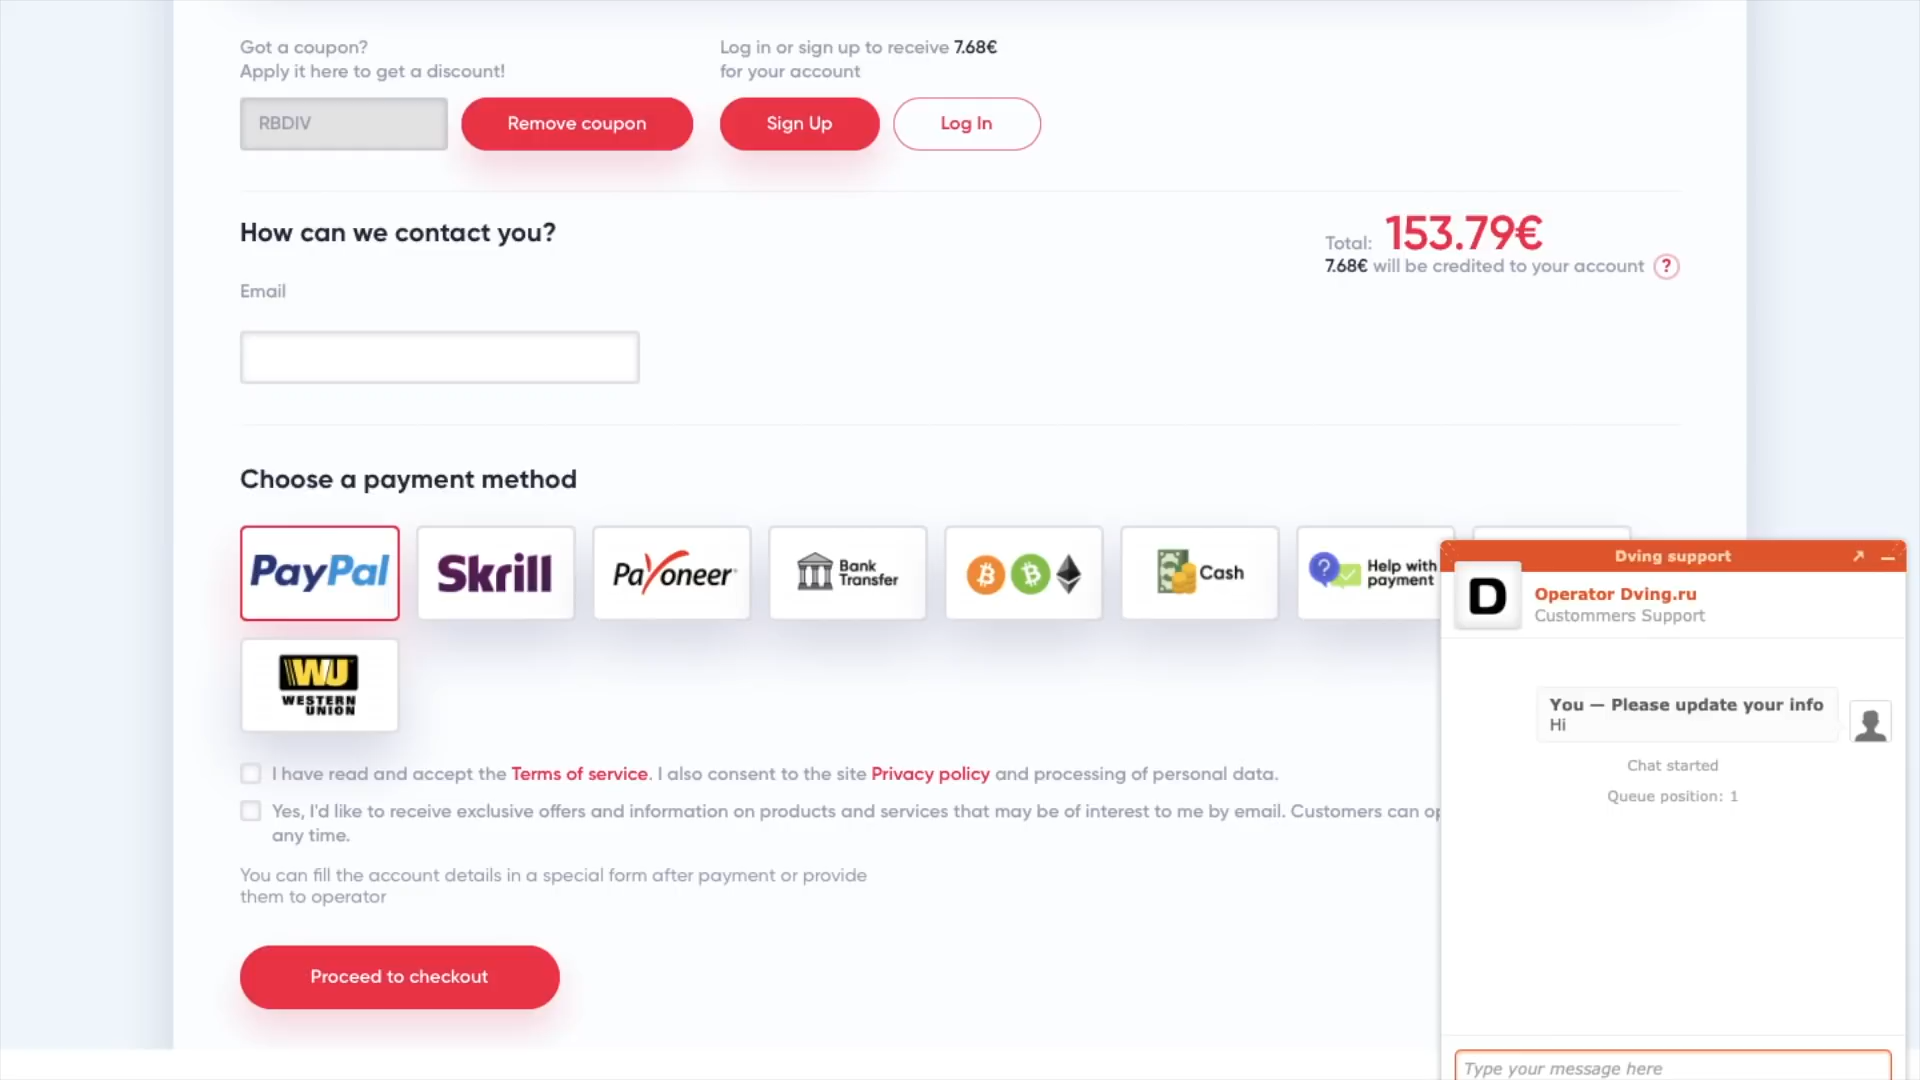 Got a coupon?
Apply it here to get a discount!
RBDIV
Remove coupon
Log in or sign up to receive 7.68€
for your account
Sign Up
Log In
How can we contact you?
Total: 153.79€
7.68€ will be credited to your account ?
Email
Choose a payment method
PayPal
Skrill
Payoneer
Bank
Transfer
Cash
Help with
payment
WU
WESTERN
UNION
I have read and accept the Terms of service. I also consent to the site Privacy policy and processing of personal data.
Yes, I'd like to receive exclusive offers and information on products and services that may be of interest to me by email. Customers can
any time.
You can fill the account details in a special form after payment or provide
them to operator
Proceed to checkout
Dving support
D
Operator Dving.ru
Custommers Support
You — Please update your info
Hi
Chat started
Queue position: 1
Type your message here